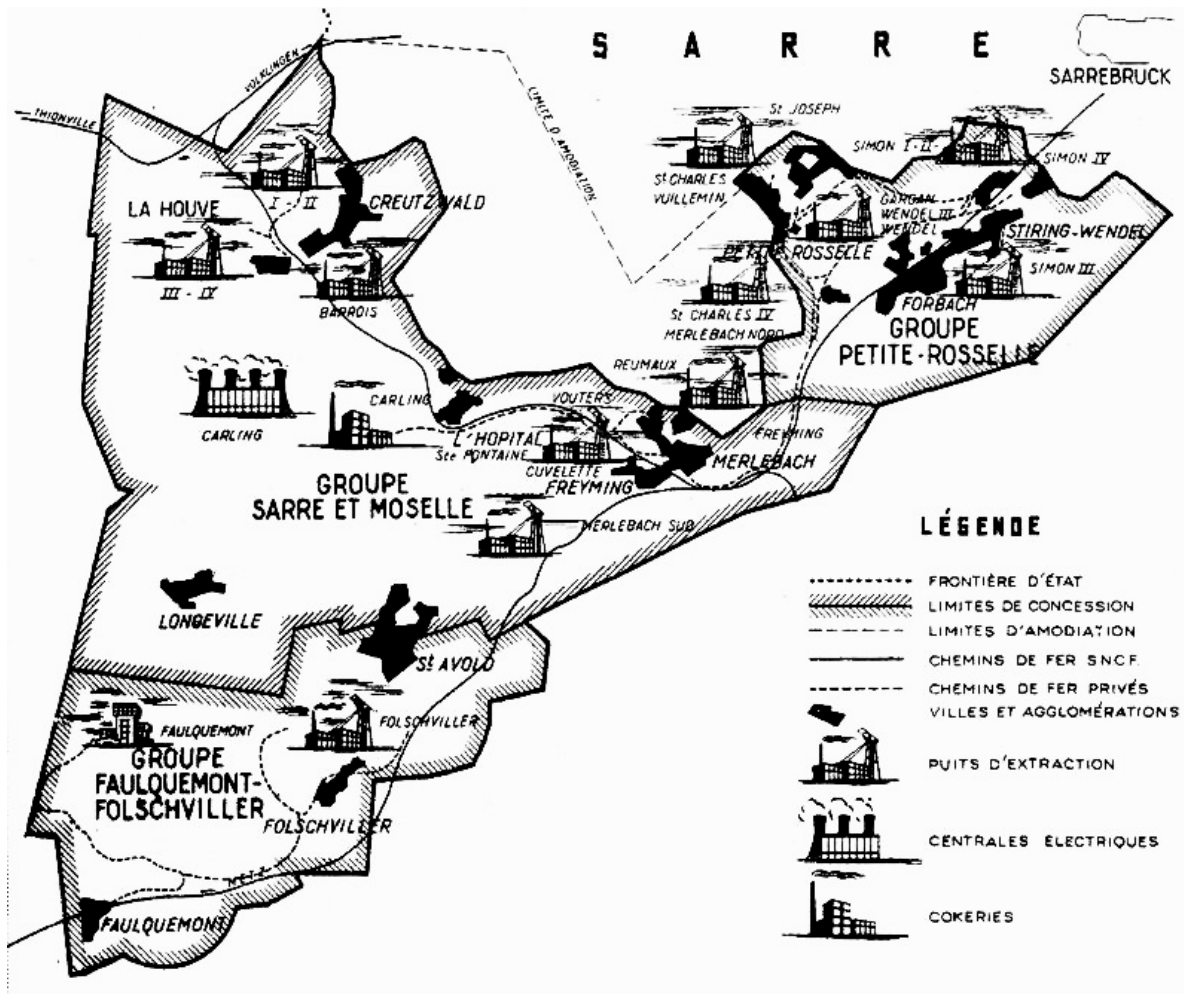 S A R R E
SARREBRUCK
VOLKLINGEN
THIONVILLE
LIMITE D'AMODIATION
St JOSEPH
St CHARLES
VUILLEMIN
SIMON I - II -
SIMON IV
I - II
CREUTZWALD
LA HOUVE
III - IV
BARROIS
GARGAN
WENDEL III
WENDEL
PETITE ROSSELLE
STIRING-WENDEL
SIMON III
FORBACH
St CHARLES IV
MERLEBACH NORD
GROUPE
PETITE-ROSSELLE
REUMAUX
VOUTERS
CARLING
CARLING
L'HOPITAL
Ste FONTAINE
CUVELETTE
FREYMING
FREYMING
MERLEBACH
GROUPE
SARRE ET MOSELLE
MERLEBACH SUD
LONGEVILLE
St AVOLD
FAULQUEMONT
FOLSCHVILLER
GROUPE
FAULQUEMONT-
FOLSCHVILLER
FOLSCHVILLER
METZ
FAULQUEMONT
LÉGENDE
FRONTIÈRE D'ÉTAT
LIMITES DE CONCESSION
LIMITES D'AMODIATION
CHEMINS DE FER S.N.C.F.
CHEMINS DE FER PRIVÉS
VILLES ET AGGLOMÉRATIONS
PUITS D'EXTRACTION
CENTRALES ÉLECTRIQUES
COKERIES